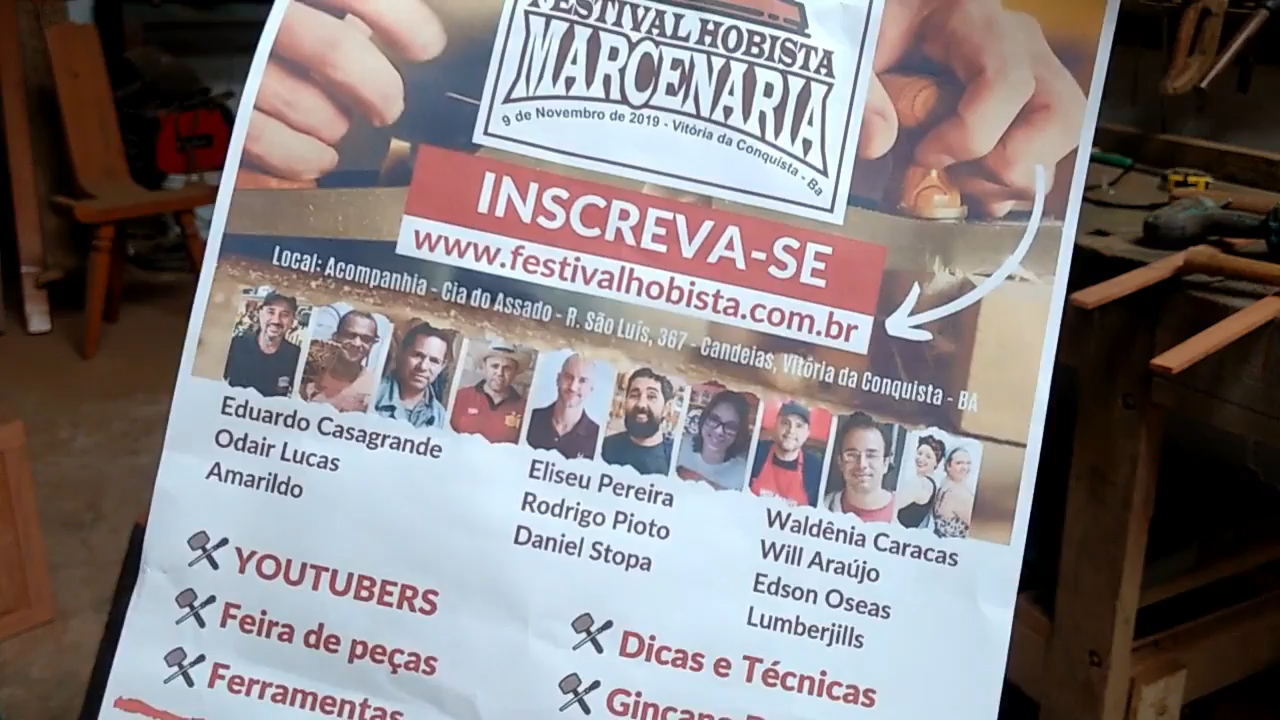 FESTIVAL HOBISTA
MARCENARIA
9 de Novembro de 2019 - Vitória da Conquista - Ba
INSCREVA-SE
www.festivalhobista.com.br
Local: Acompanhia - Cia do Assado - R. São Luís, 367 - Candeias, Vitória da Conquista - BA
Eduardo Casagrande
Odair Lucas
Amarildo
Eliseu Pereira
Rodrigo Pioto
Daniel Stopa
Waldênia Caracas
Will Araújo
Edson Oseas
Lumberjills
YOUTUBERS
Feira de peças
Ferramentas
Dicas e Técnicas